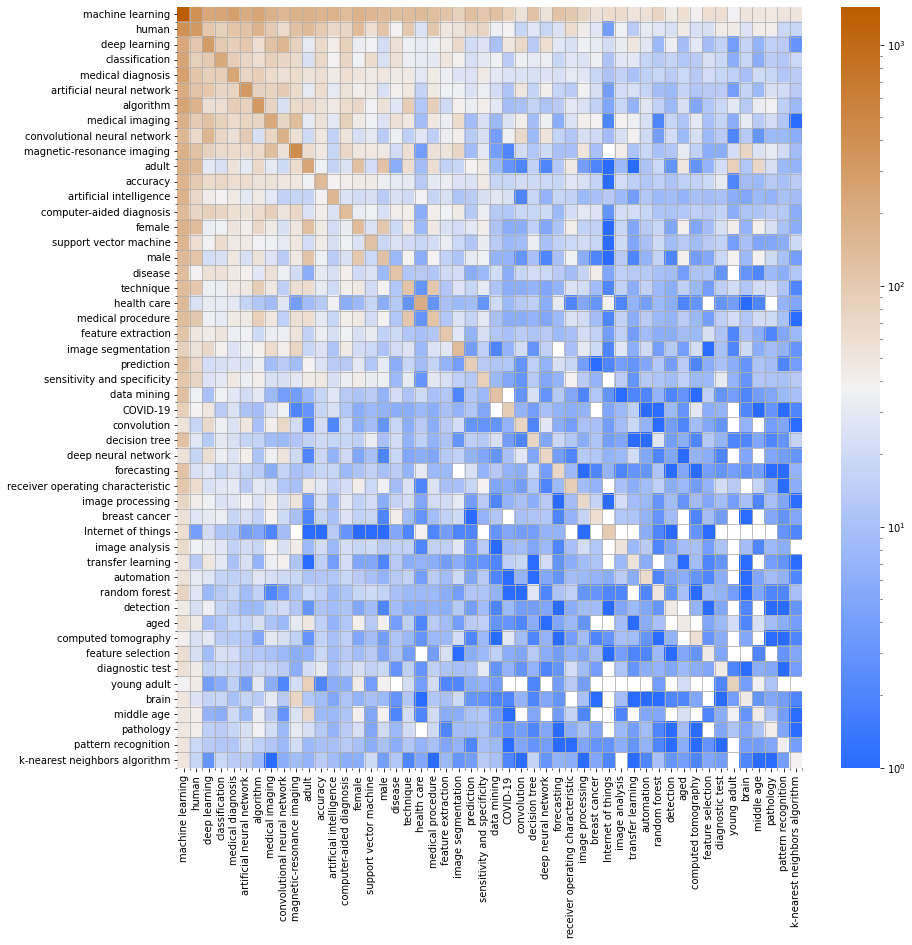 machine learning
human
deep learning
classification
medical diagnosis
artificial neural network
algorithm
medical imaging
convolutional neural network
magnetic-resonance imaging
adult
accuracy
artificial intelligence
computer-aided diagnosis
female
support vector machine
male
disease
technique
health care
medical procedure
feature extraction
image segmentation
prediction
sensitivity and specificity
data mining
COVID-19
convolution
decision tree
deep neural network
forecasting
receiver operating characteristic
image processing
breast cancer
Internet of things
image analysis
transfer learning
automation
random forest
detection
aged
computed tomography
feature selection
diagnostic test
young adult
brain
middle age
pathology
pattern recognition
k-nearest neighbors algorithm
machine learning
human
deep learning
classification
medical diagnosis
artificial neural network
algorithm
medical imaging
convolutional neural network
magnetic-resonance imaging
adult
accuracy
artificial intelligence
computer-aided diagnosis
female
support vector machine
male
disease
technique
health care
medical procedure
feature extraction
image segmentation
prediction
sensitivity and specificity
data mining
COVID-19
convolution
decision tree
deep neural network
forecasting
receiver operating characteristic
image processing
breast cancer
Internet of things
image analysis
transfer learning
automation
random forest
detection
aged
computed tomography
feature selection
diagnostic test
young adult
brain
middle age
pathology
pattern recognition
k-nearest neighbors algorithm
10³
10²
10¹
10⁰